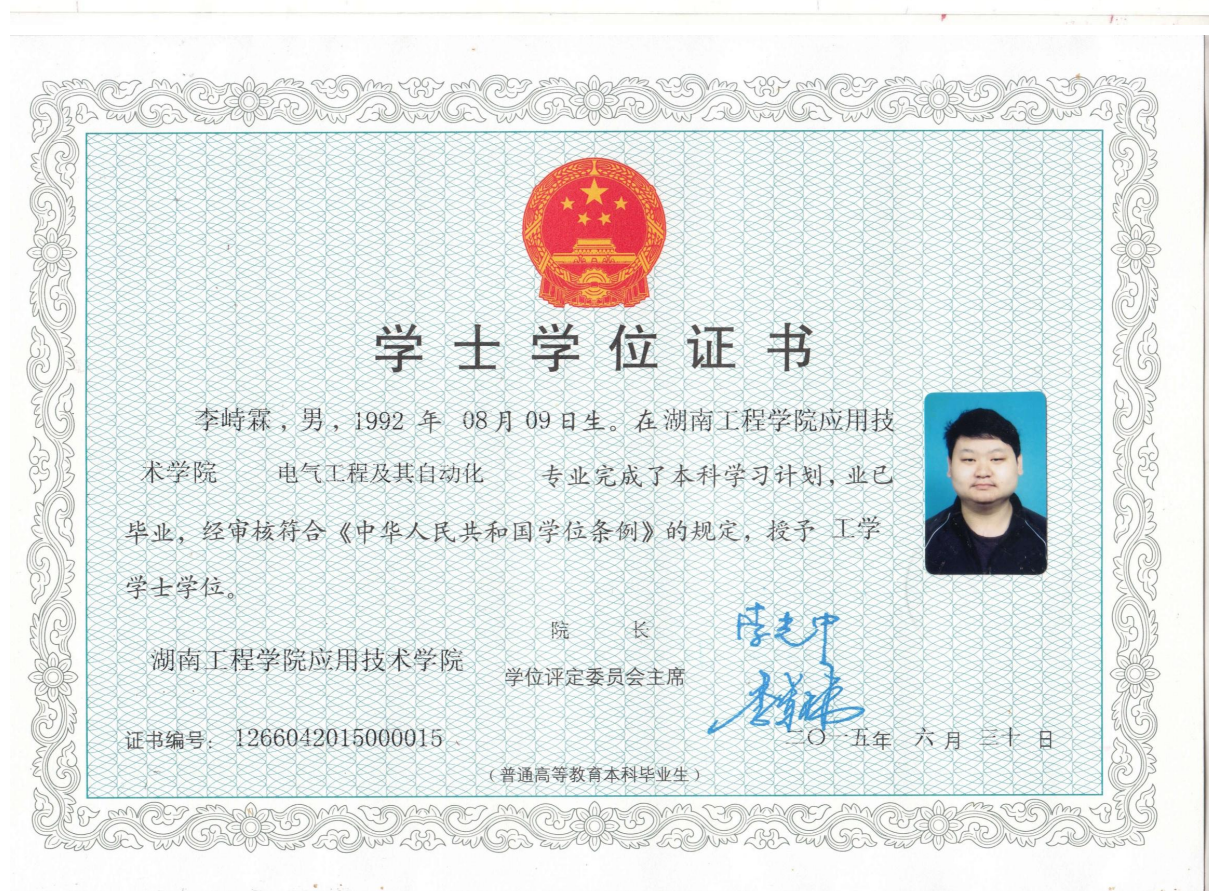 学士学位证书
李峙霖，男，1992 年 08月 09日生。在湖南工程学院应用技
术学院 电气工程及其自动化 专业完成了本科学习计划，业已
毕业，经审核符合《中华人民共和国学位条例》的规定，授予 工学
学士学位。
院 长
湖南工程学院应用技术学院
学位评定委员会主席
证书编号：1266042015000015
二〇一五年 六月 三十 日
（普通高等教育本科毕业生）